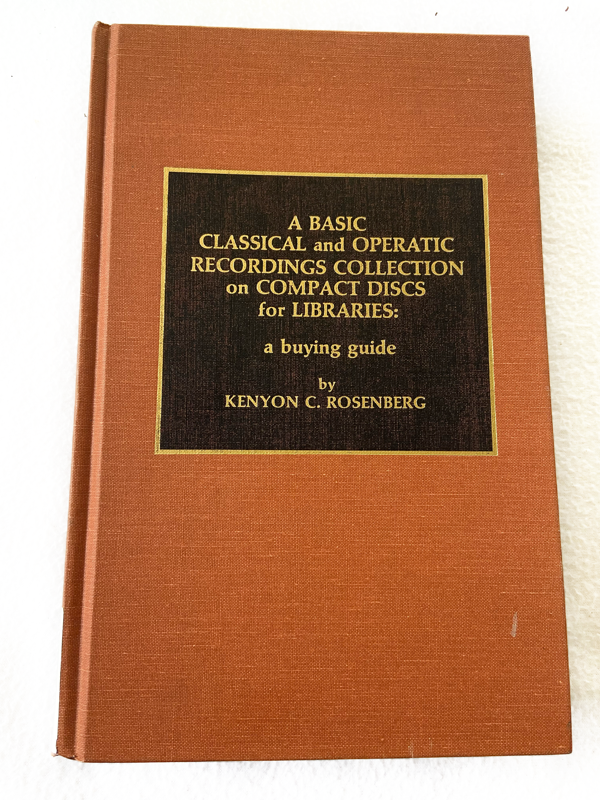 A BASIC
CLASSICAL and OPERATIC
RECORDINGS COLLECTION
on COMPACT DISCS
for LIBRARIES:
a buying guide
by
KENYON C. ROSENBERG